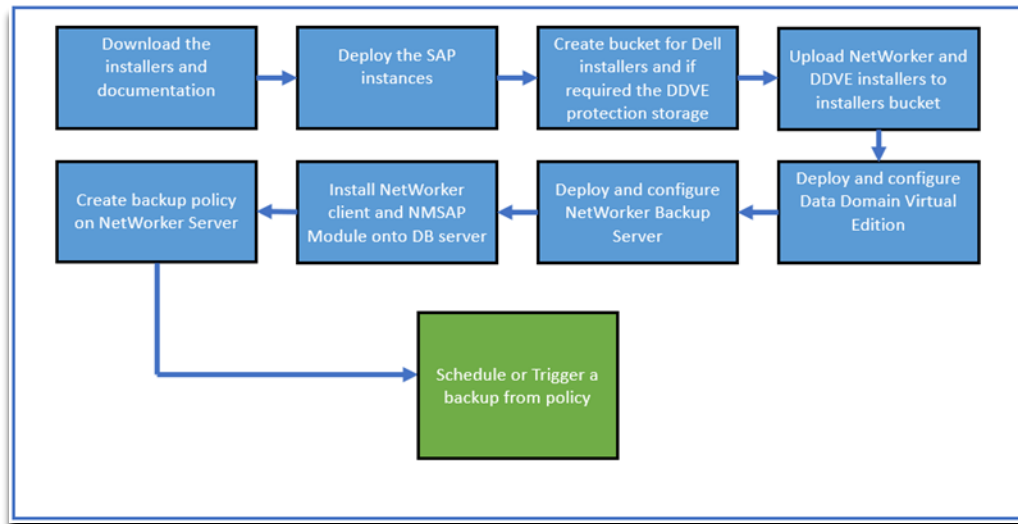 Download the
installers and
documentation
Deploy the SAP
instances
Create bucket for Dell
installers and if
required the DDVE
protection storage
Upload NetWorker and
DDVE installers to
installers bucket
Deploy and configure
Data Domain Virtual
Edition
Deploy and configure
NetWorker Backup
Server
Install NetWorker
client and NMSAP
Module onto DB server
Create backup policy
on NetWorker Server
Schedule or Trigger a
backup from policy